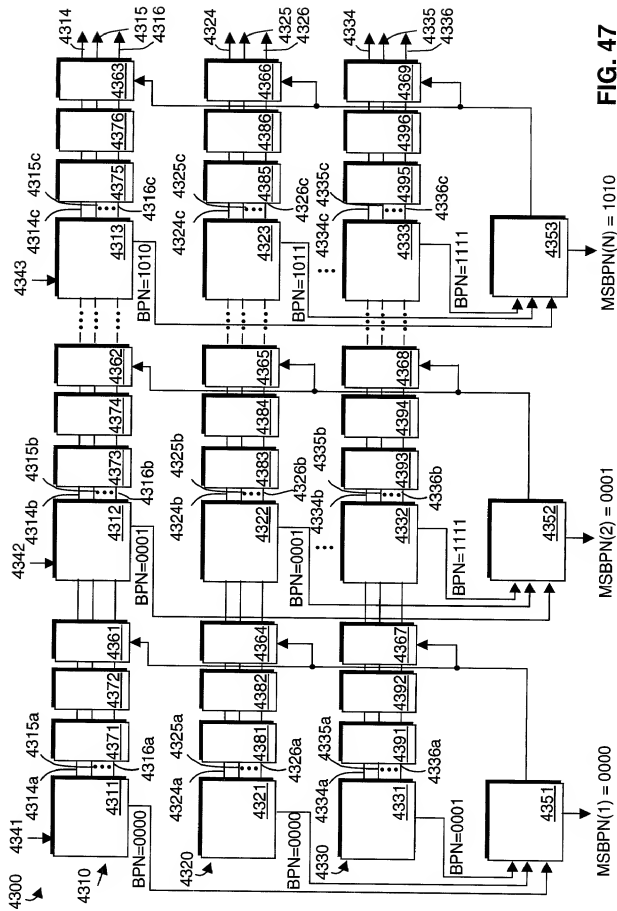 4300
4310
4341
4311
4314a
4315a
4316a
4371
4372
4361
4342
4312
4314b
4315b
4316b
4373
4374
4362
4343
4313
4314c
4315c
4316c
4375
4376
4363
4314
4315
4316
BPN=0000
BPN=0001
BPN=1010
4320
4321
4324a
4325a
4326a
4381
4382
4364
4322
4324b
4325b
4326b
4383
4384
4365
4323
4324c
4325c
4326c
4385
4386
4366
4324
4325
4326
BPN=0000
BPN=0001
BPN=1011
4330
4331
4334a
4335a
4336a
4391
4392
4367
4332
4334b
4335b
4336b
4393
4394
4368
4333
4334c
4335c
4336c
4395
4396
4369
4334
4335
4336
BPN=0001
BPN=1111
BPN=1111
4351
4352
4353
MSBPN(1) = 0000
MSBPN(2) = 0001
MSBPN(N) = 1010
FIG. 47